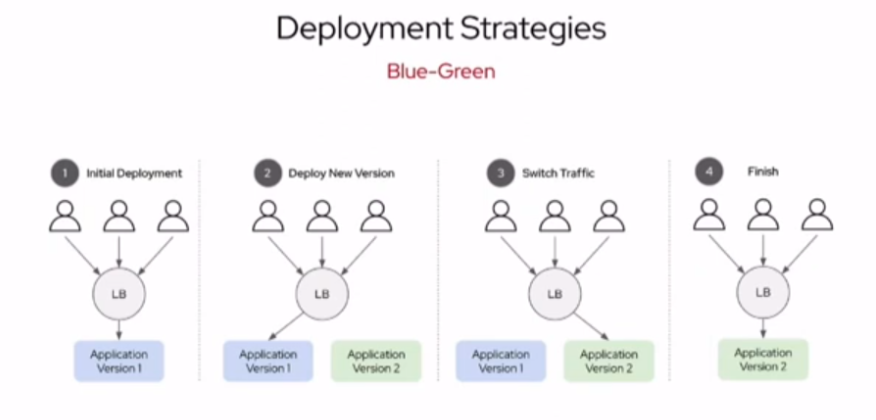 Deployment Strategies
Blue-Green
1 Initial Deployment
LB
Application
Version 1
2 Deploy New Version
LB
Application
Version 1
Application
Version 2
3 Switch Traffic
LB
Application
Version 1
Application
Version 2
4 Finish
LB
Application
Version 2